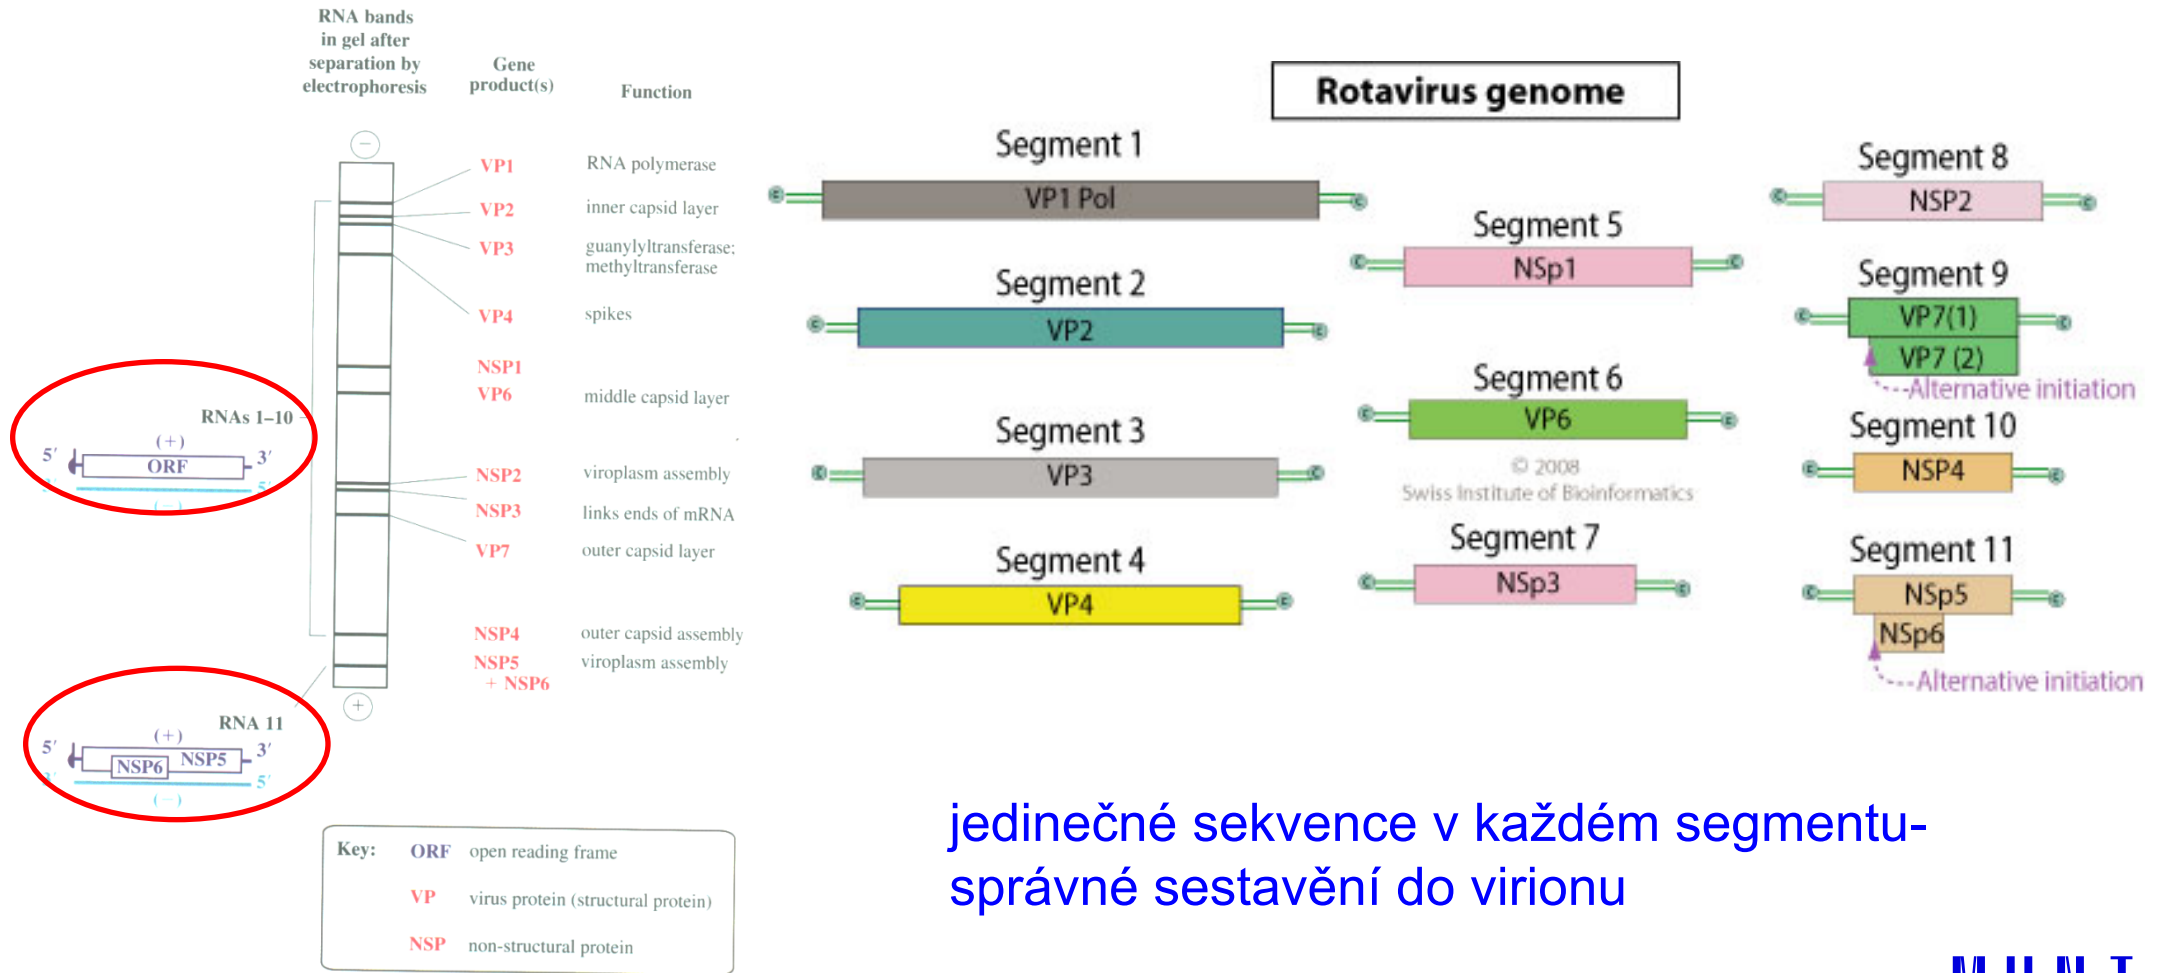 RNA bands
in gel after
separation by
electrophoresis
Gene
product(s)
Function
−
VP1 RNA polymerase
VP2 inner capsid layer
VP3 guanylyltransferase;
methyltransferase
VP4 spikes
NSP1
VP6 middle capsid layer
NSP2 viroplasm assembly
NSP3 links ends of mRNA
VP7 outer capsid layer
NSP4 outer capsid assembly
NSP5 viroplasm assembly
+ NSP6
+
RNAs 1–10
(+)
5′ ORF 3′
3′ 5′
(−)
RNA 11
(+)
5′ NSP6 NSP5 3′
3′ 5′
(−)
Key: ORF open reading frame
VP virus protein (structural protein)
NSP non-structural protein
Rotavirus genome
Segment 1
C VP1 Pol C
Segment 2
C VP2 C
Segment 3
C VP3 C
Segment 4
C VP4 C
Segment 5
C NSp1 C
Segment 6
C VP6 C
© 2008
Swiss Institute of Bioinformatics
Segment 7
C NSp3 C
Segment 8
C NSP2 C
Segment 9
C VP7(1) C
VP7 (2)
Alternative initiation
Segment 10
C NSP4 C
Segment 11
C NSp5 C
NSp6
Alternative initiation
jedinečné sekvence v každém segmentu-
správné sestavění do virionu
MUNI